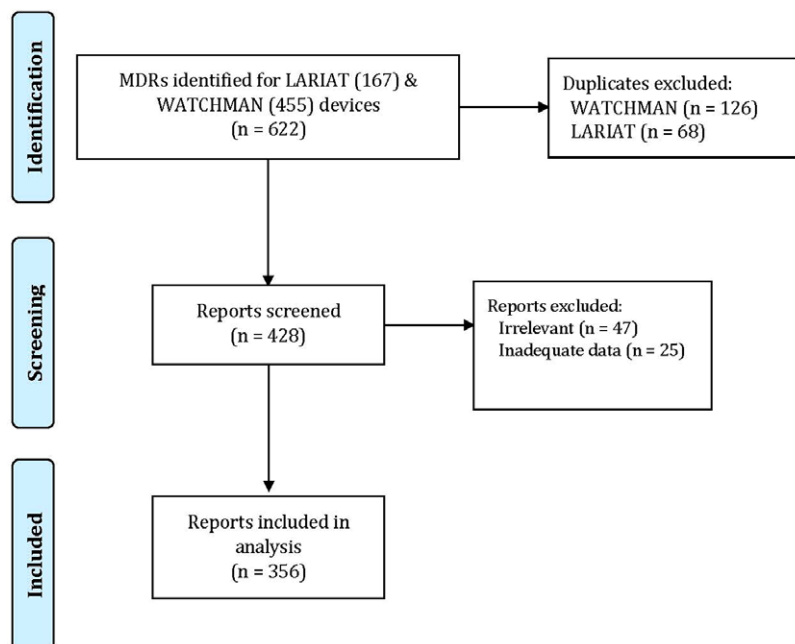 Identification
MDRs identified for LARIAT (167) &
WATCHMAN (455) devices
(n = 622)
Duplicates excluded:
WATCHMAN (n = 126)
LARIAT (n = 68)
Screening
Reports screened
(n = 428)
Reports excluded:
Irrelevant (n = 47)
Inadequate data (n = 25)
Included
Reports included in
analysis
(n = 356)